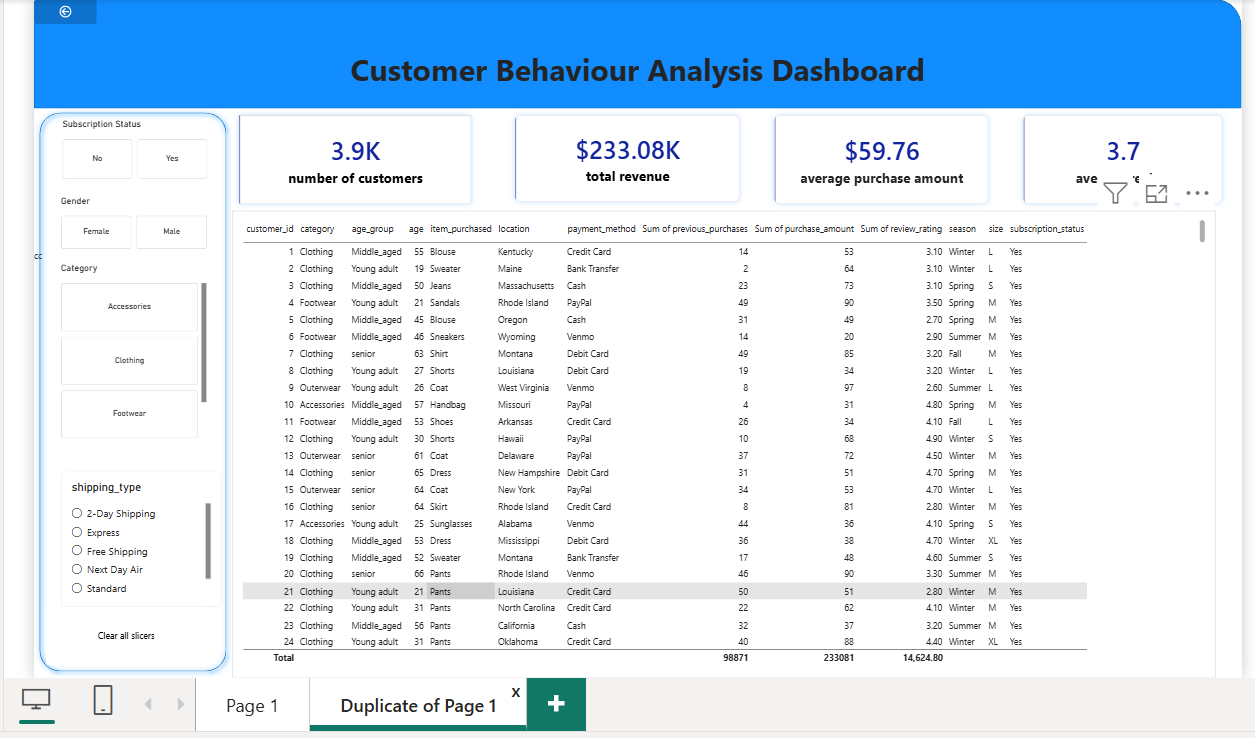 Customer Behaviour Analysis Dashboard
Subscription Status
No Yes
Gender
Female Male
Category
Accessories
Clothing
Footwear
shipping_type
2-Day Shipping
Express
Free Shipping
Next Day Air
Standard
Clear all slicers
3.9K
number of customers
$233.08K
total revenue
$59.76
average purchase amount
3.7
customer_id category age_group age item_purchased location payment_method Sum of previous_purchases Sum of purchase_amount Sum of review_rating season size subscription_status
1 Clothing Middle_aged 55 Blouse Kentucky Credit Card 14 53 3.10 Winter L Yes
2 Clothing Young adult 19 Sweater Maine Bank Transfer 2 64 3.10 Winter L Yes
3 Clothing Middle_aged 50 Jeans Massachusetts Cash 23 73 3.10 Spring S Yes
4 Footwear Young adult 21 Sandals Rhode Island PayPal 49 90 3.50 Spring M Yes
5 Clothing Middle_aged 45 Blouse Oregon Cash 31 49 2.70 Spring M Yes
6 Footwear Middle_aged 46 Sneakers Wyoming Venmo 14 20 2.90 Summer M Yes
7 Clothing senior 63 Shirt Montana Debit Card 49 85 3.20 Fall M Yes
8 Clothing Young adult 27 Shorts Louisiana Debit Card 19 34 3.20 Winter L Yes
9 Outerwear Young adult 26 Coat West Virginia Venmo 8 97 2.60 Summer L Yes
10 Accessories Middle_aged 57 Handbag Missouri PayPal 4 31 4.80 Spring M Yes
11 Footwear Middle_aged 53 Shoes Arkansas Credit Card 26 34 4.10 Fall L Yes
12 Clothing Young adult 30 Shorts Hawaii PayPal 10 68 4.90 Winter S Yes
13 Outerwear senior 61 Coat Delaware PayPal 37 72 4.50 Winter M Yes
14 Clothing senior 65 Dress New Hampshire Debit Card 31 51 4.70 Spring M Yes
15 Outerwear senior 64 Coat New York PayPal 34 53 4.70 Winter L Yes
16 Clothing senior 64 Skirt Rhode Island Credit Card 8 81 2.80 Winter M Yes
17 Accessories Young adult 25 Sunglasses Alabama Venmo 44 36 4.10 Spring S Yes
18 Clothing Middle_aged 53 Dress Mississippi Debit Card 36 38 4.70 Winter XL Yes
19 Clothing Middle_aged 52 Sweater Montana Bank Transfer 17 48 4.60 Summer S Yes
20 Clothing senior 66 Pants Rhode Island Venmo 46 90 3.30 Summer M Yes
21 Clothing Young adult 21 Pants Louisiana Credit Card 50 51 2.80 Winter M Yes
22 Clothing Young adult 31 Pants North Carolina Credit Card 22 62 4.10 Winter M Yes
23 Clothing Middle_aged 56 Pants California Cash 32 37 3.20 Summer M Yes
24 Clothing Young adult 31 Pants Oklahoma Credit Card 40 88 4.40 Winter XL Yes
Total 98871 233081 14,624.80
Page 1
Duplicate of Page 1 x